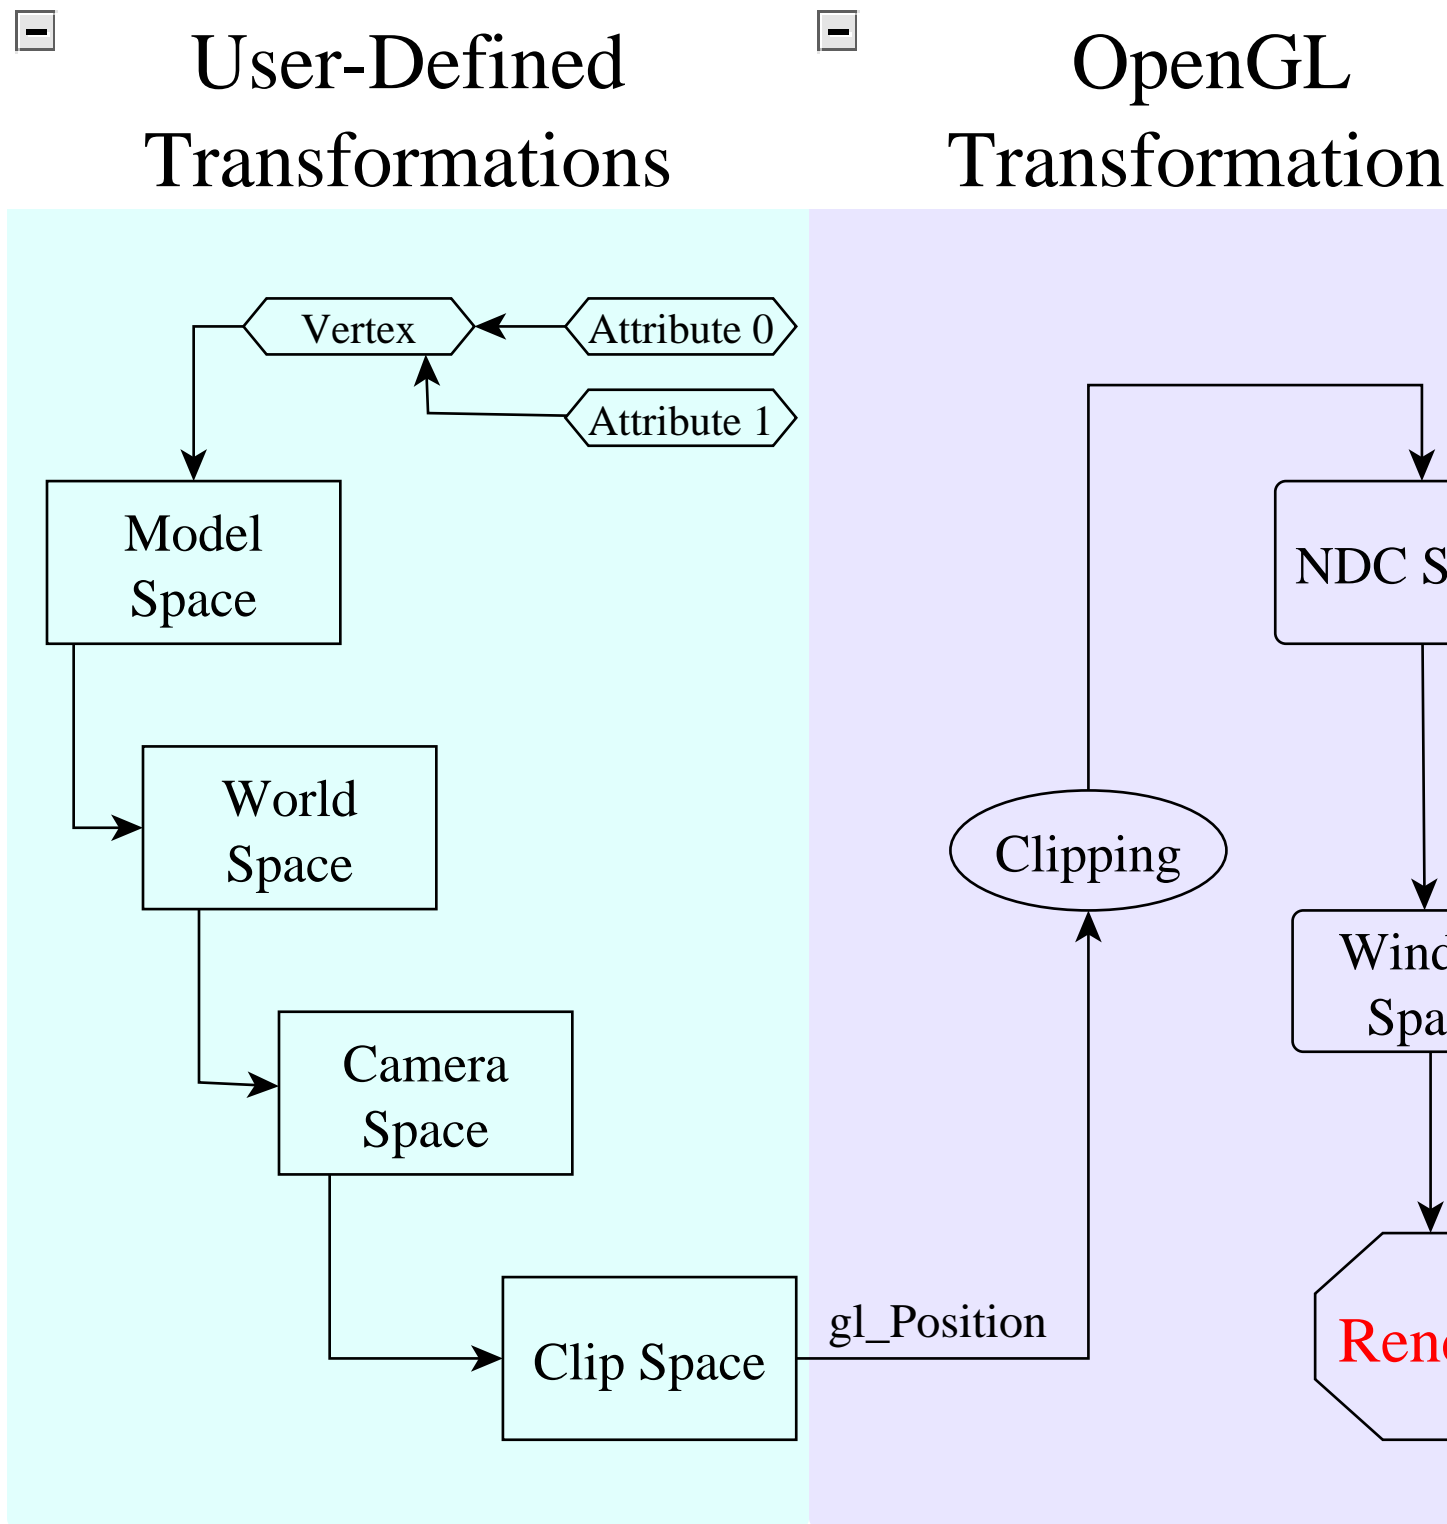 User-Defined
Transformations
OpenGL
Transformation
Vertex
Attribute 0
Attribute 1
Model
Space
World
Space
Camera
Space
Clip Space
gl_Position
Clipping
NDC S
Wind
Spa
Ren